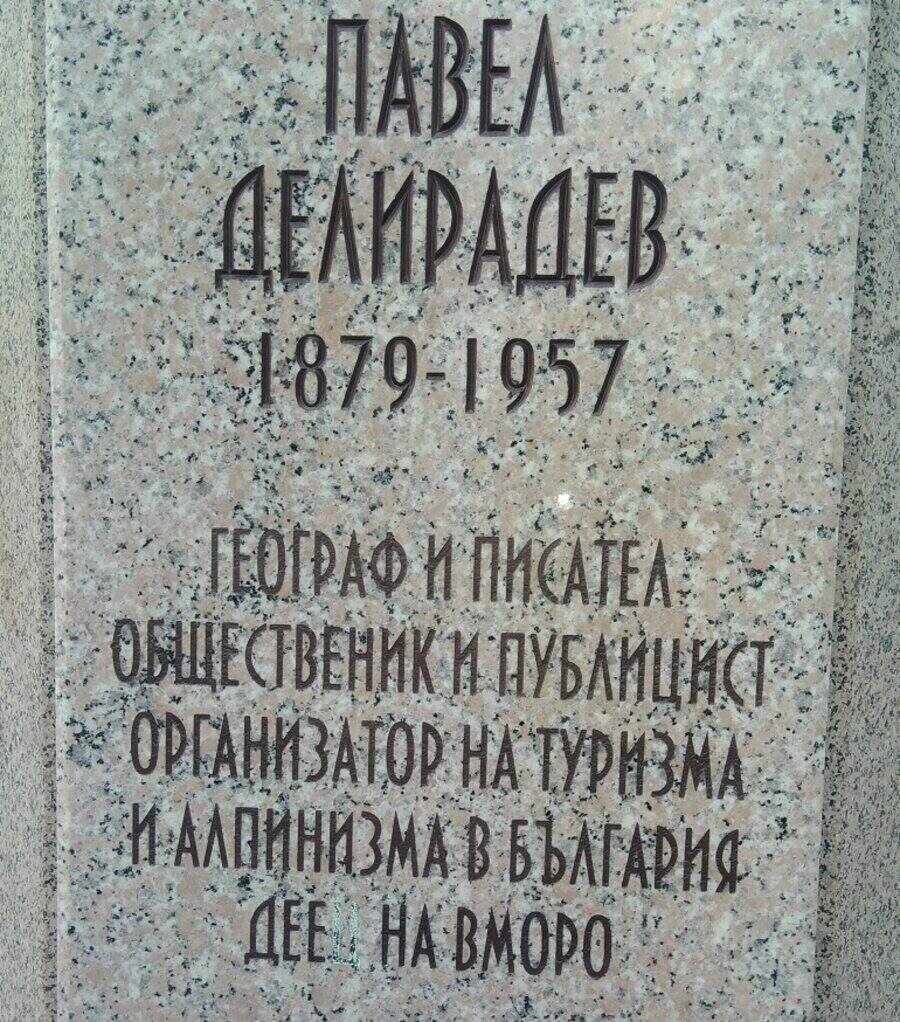 ПАВЕЛ
ДЕЛИРАДЕВ
1879-1957
ГЕОГРАФ И ПИСАТЕЛ
ОБЩЕСТВЕНИК И ПУБЛИЦИСТ
ОРГАНИЗАТОР НА ТУРИЗМА
И АЛПИНИЗМА В БЪЛГАРИЯ
ДЕЕЦ НА ВМОРО